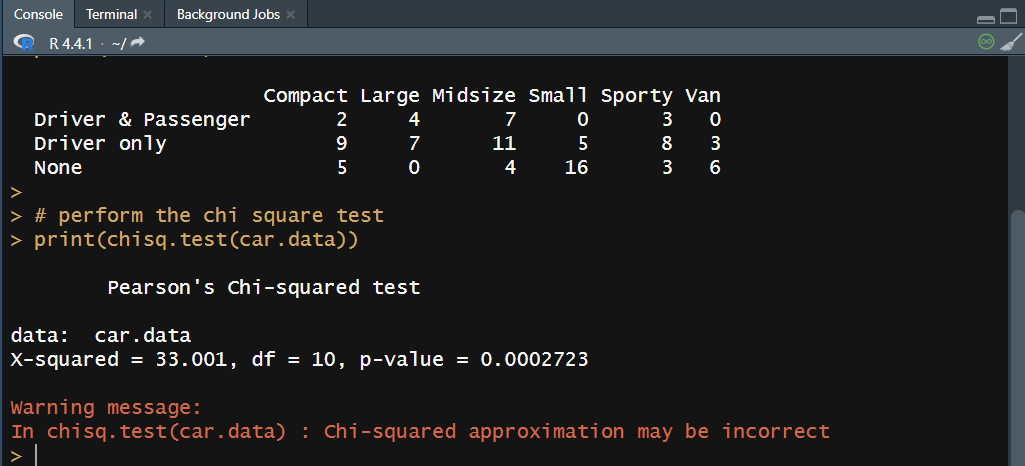 Console Terminal Background Jobs
R 4.4.1 · ~/
Compact Large Midsize Small Sporty Van
Driver & Passenger 2 4 7 0 3 0
Driver only 9 7 11 5 8 3
None 5 0 4 16 3 6
>
> # perform the chi square test
> print(chisq.test(car.data))
Pearson's Chi-squared test
data: car.data
X-squared = 33.001, df = 10, p-value = 0.0002723
Warning message:
In chisq.test(car.data) : Chi-squared approximation may be incorrect
>